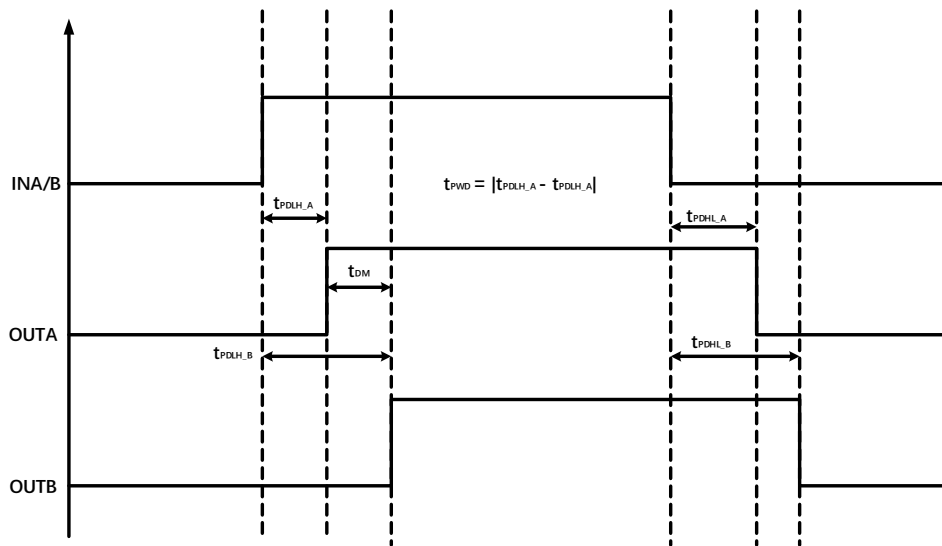 INA/B
tPWD = |tPDLH_A - tPDLH_A|
tPDLH_A
tPDHL_A
tDM
OUTA
tPDLH_B
tPDHL_B
OUTB